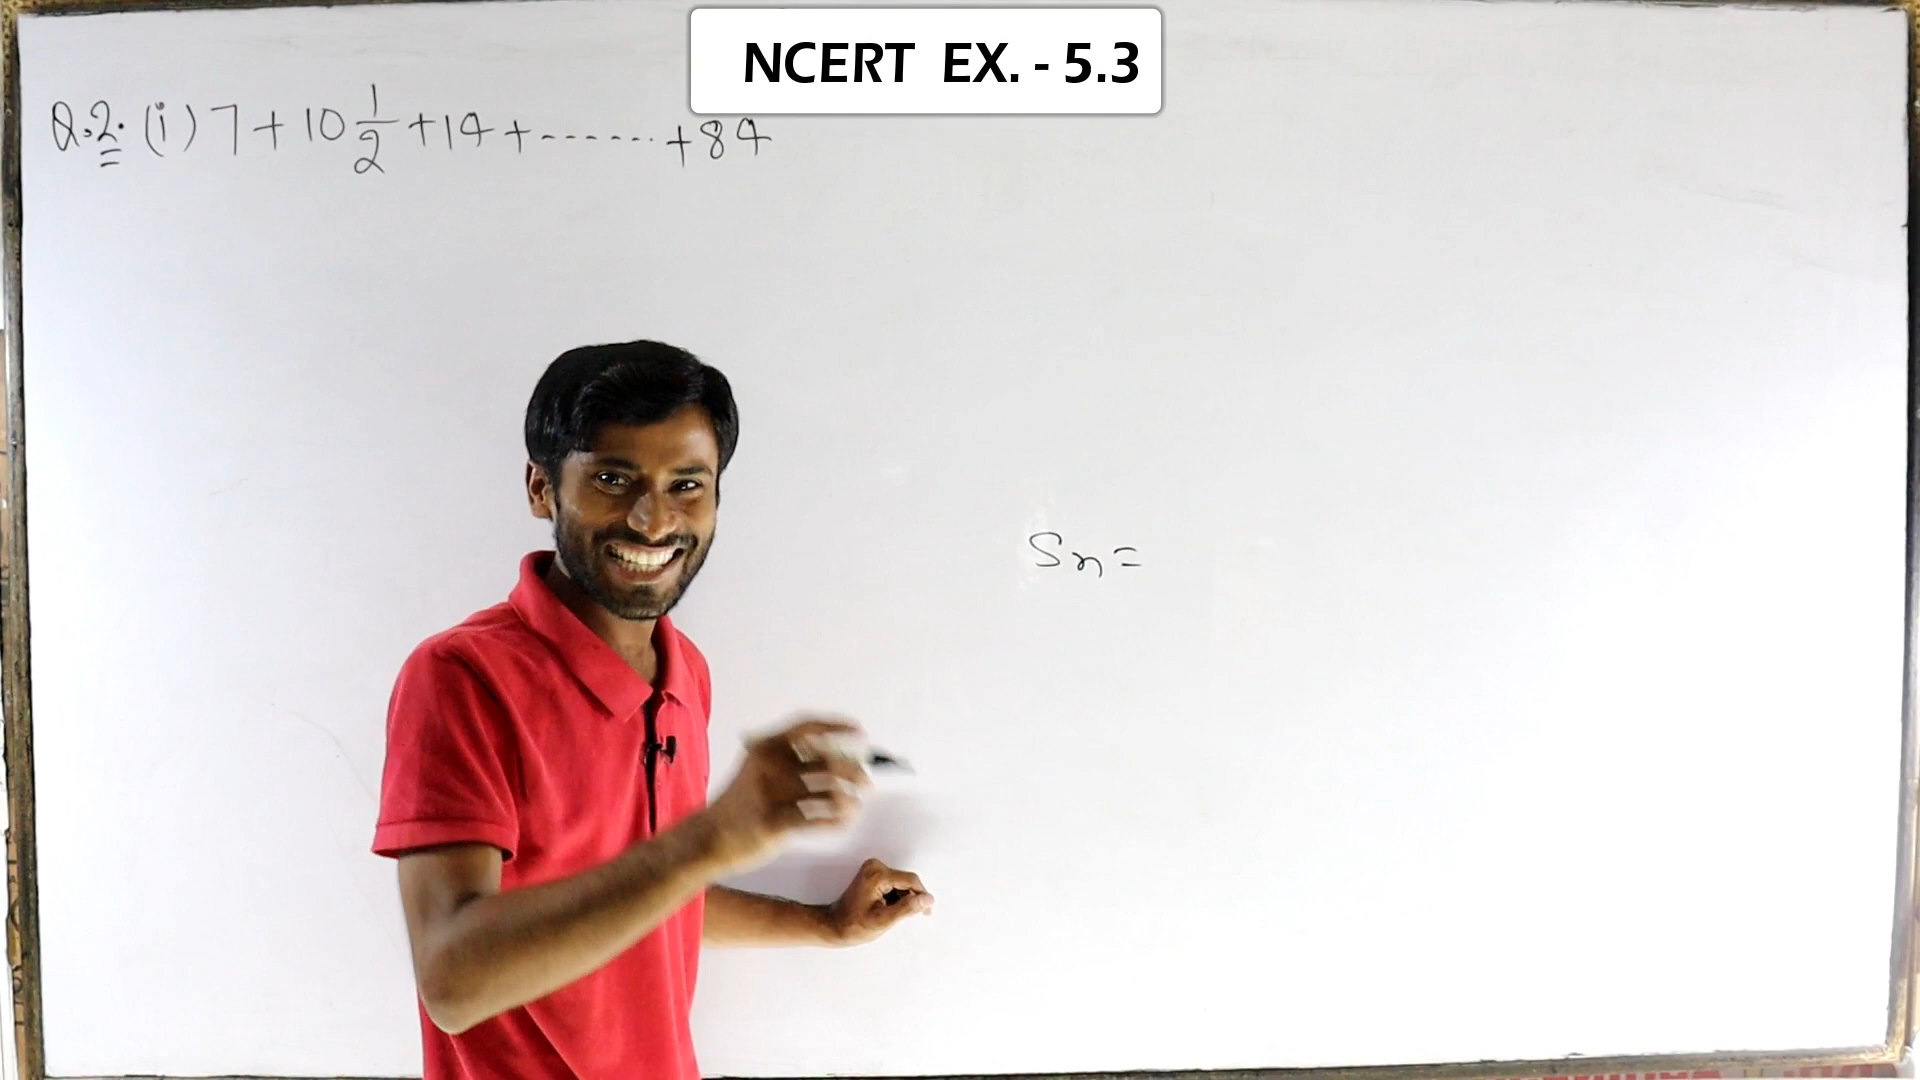 NCERT EX. - 5.3
Q.2. (i) 7 + 10 1/2 + 14 + ....... + 84
Sn =